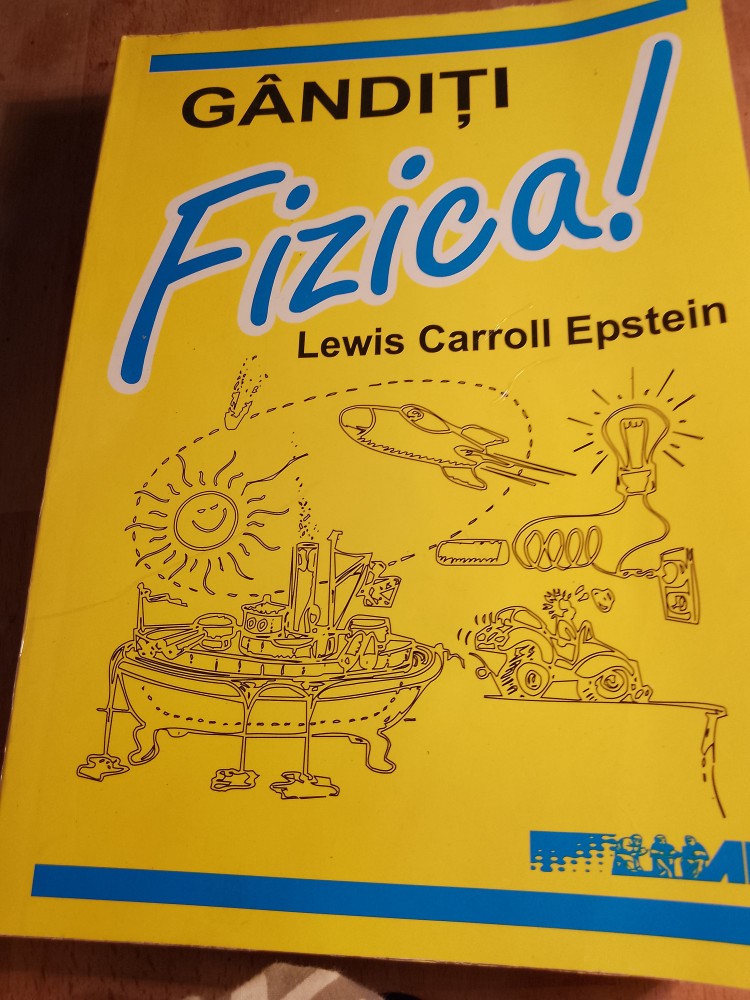 GÂNDIȚI
Fizica!
Lewis Carroll Epstein